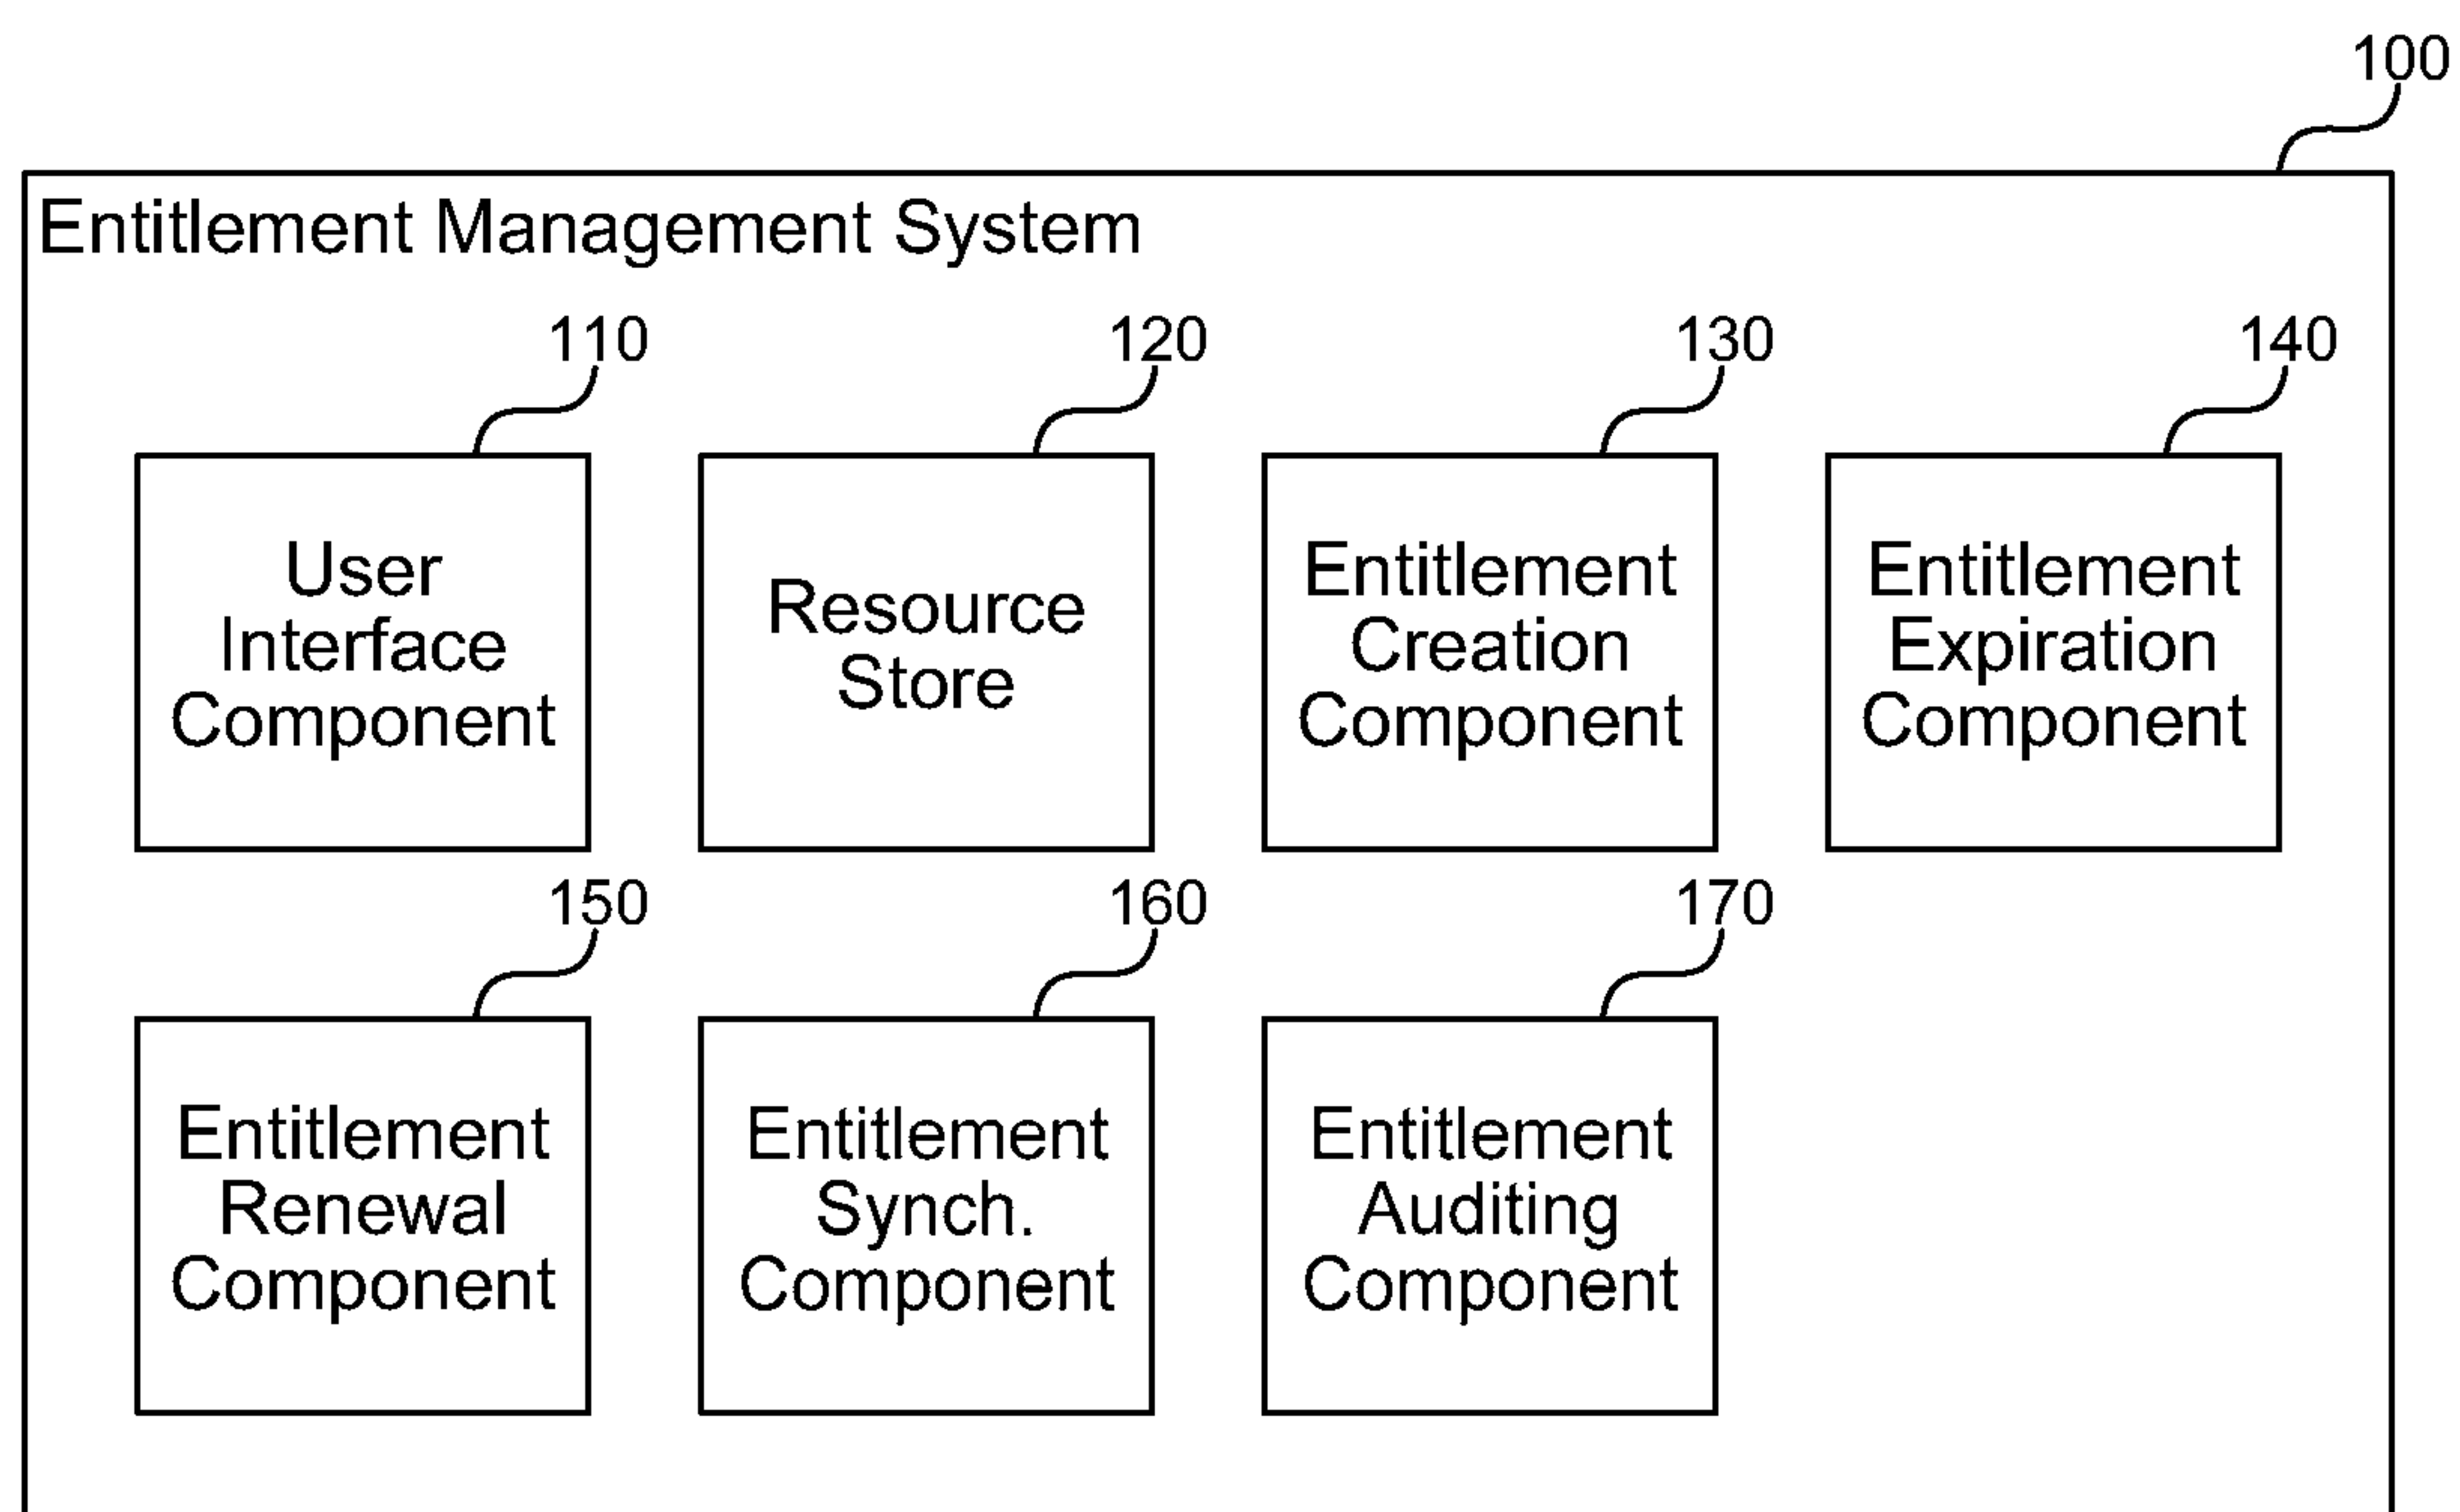 100
Entitlement Management System
110
120
130
140
User
Interface
Component
Resource
Store
Entitlement
Creation
Component
Entitlement
Expiration
Component
150
160
170
Entitlement
Renewal
Component
Entitlement
Synch.
Component
Entitlement
Auditing
Component